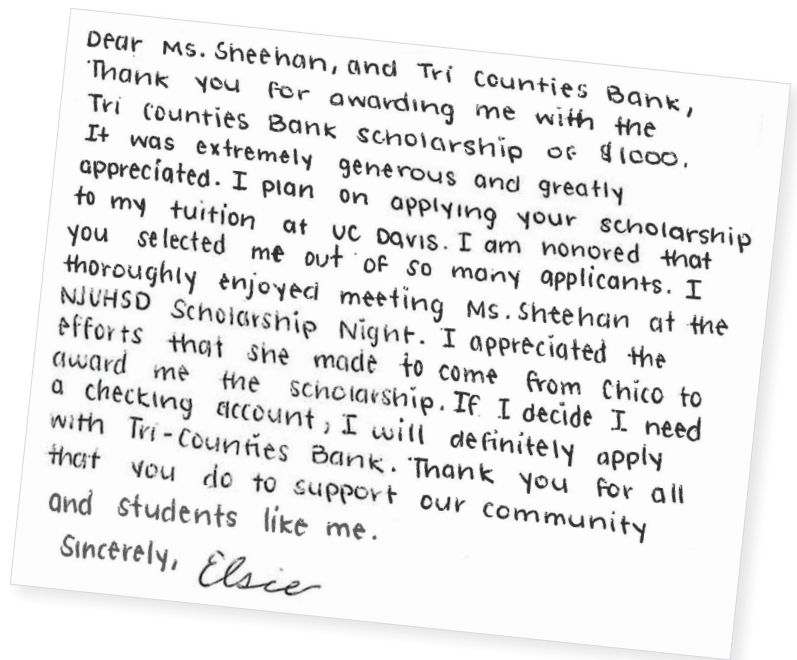 Dear Ms. Sheehan, and Tri Counties Bank,
Thank you for awarding me with the
Tri Counties Bank scholarship of $1000.
It was extremely generous and greatly
appreciated. I plan on applying your scholarship
to my tuition at UC Davis. I am honored that
you selected me out of so many applicants. I
thoroughly enjoyed meeting Ms. Sheehan at the
NJUHSD Scholarship Night. I appreciated the
efforts that she made to come from Chico to
award me the scholarship. If I decide I need
a checking account, I will definitely apply
with Tri-Counties Bank. Thank you for all
that you do to support our community
and students like me.
Sincerely, Elsie